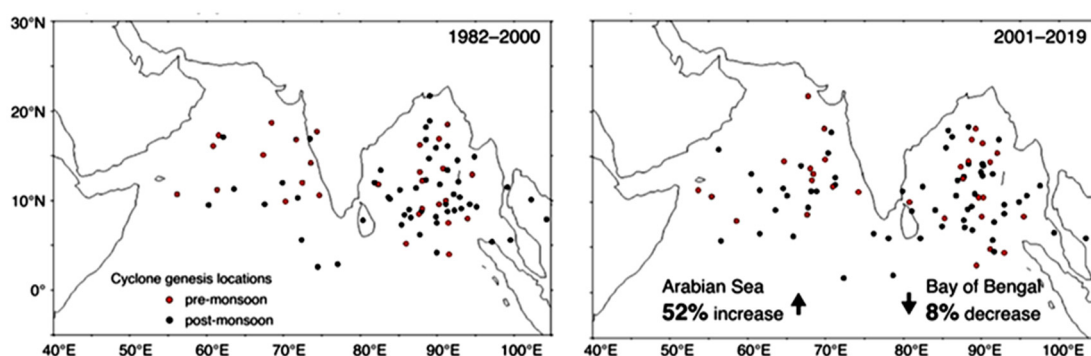 30°N
1982–2000
2001–2019
20°N
10°N
0°
Cyclone genesis locations
pre-monsoon
post-monsoon
Arabian Sea
52% increase
Bay of Bengal
8% decrease
40°E 50°E 60°E 70°E 80°E 90°E 100°E
40°E 50°E 60°E 70°E 80°E 90°E 100°E